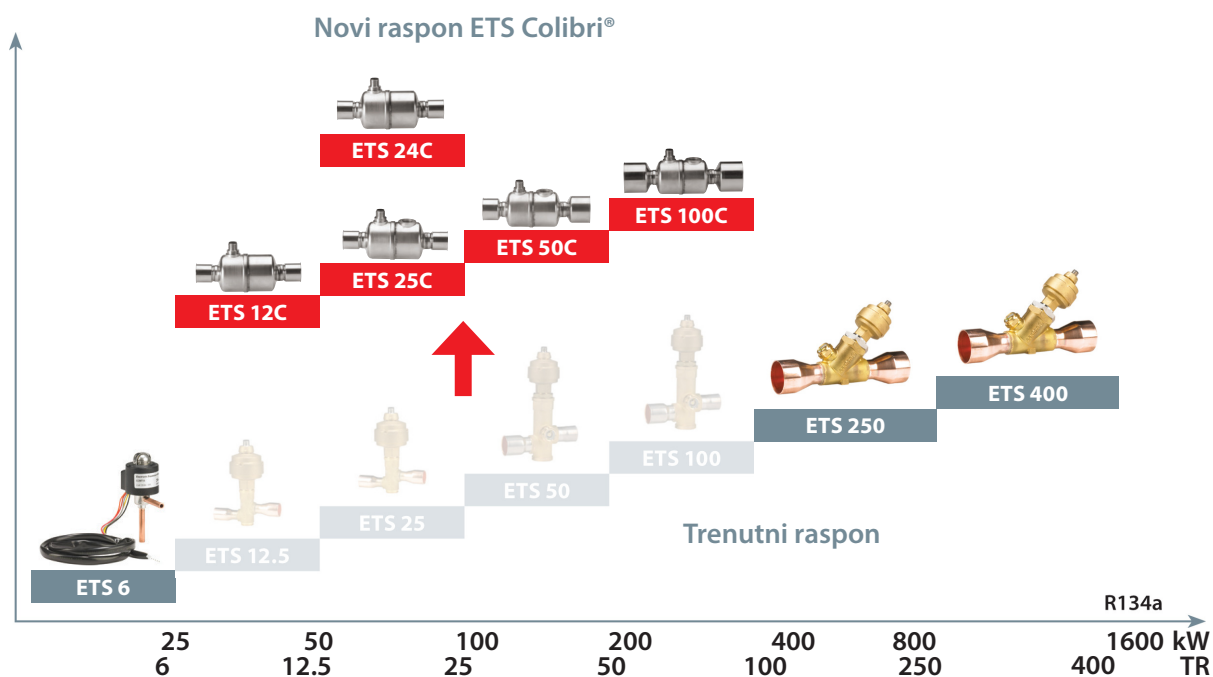 Novi raspon ETS Colibri®
ETS 24C
ETS 100C
ETS 50C
ETS 25C
ETS 12C
ETS 400
ETS 250
ETS 100
ETS 50
ETS 25
Trenutni raspon
ETS 12.5
ETS 6
R134a
25 50 100 200 400 800 1600 kW
6 12.5 25 50 100 250 400 TR